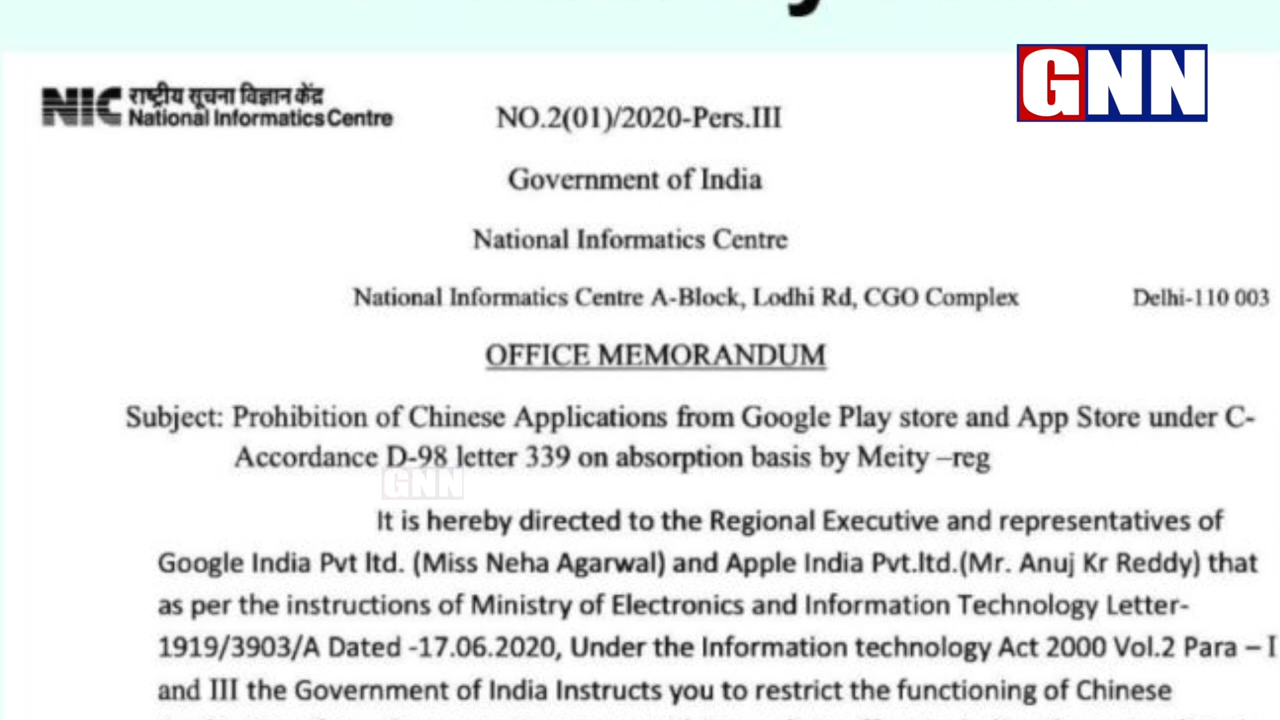 GNN
NIC राष्ट्रीय सूचना विज्ञान केंद्र
National Informatics Centre
NO.2(01)/2020-Pers.III
Government of India
National Informatics Centre
National Informatics Centre A-Block, Lodhi Rd, CGO Complex Delhi-110 003
OFFICE MEMORANDUM
Subject: Prohibition of Chinese Applications from Google Play store and App Store under C-
Accordance D-98 letter 339 on absorption basis by Meity –reg
GNN
It is hereby directed to the Regional Executive and representatives of
Google India Pvt ltd. (Miss Neha Agarwal) and Apple India Pvt.ltd.(Mr. Anuj Kr Reddy) that
as per the instructions of Ministry of Electronics and Information Technology Letter-
1919/3903/A Dated -17.06.2020, Under the Information technology Act 2000 Vol.2 Para – I
and III the Government of India Instructs you to restrict the functioning of Chinese